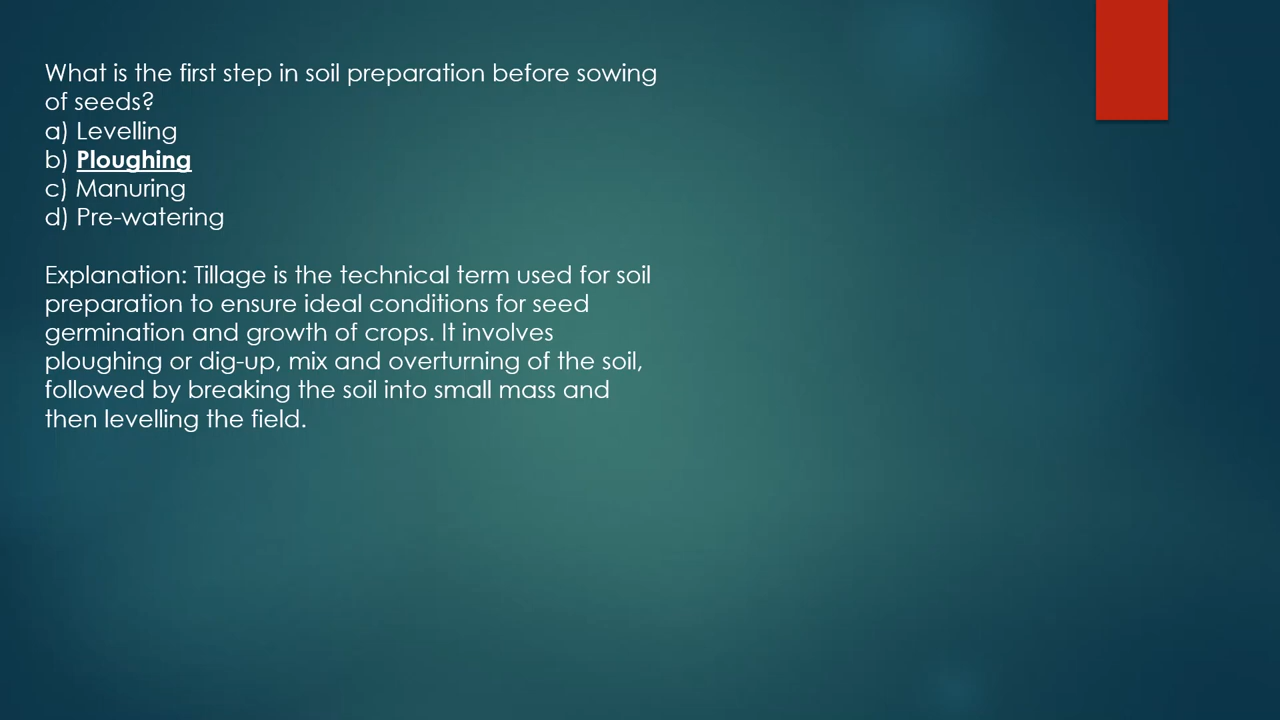 What is the first step in soil preparation before sowing
of seeds?
a) Levelling
b) Ploughing
c) Manuring
d) Pre-watering
Explanation: Tillage is the technical term used for soil
preparation to ensure ideal conditions for seed
germination and growth of crops. It involves
ploughing or dig-up, mix and overturning of the soil,
followed by breaking the soil into small mass and
then levelling the field.